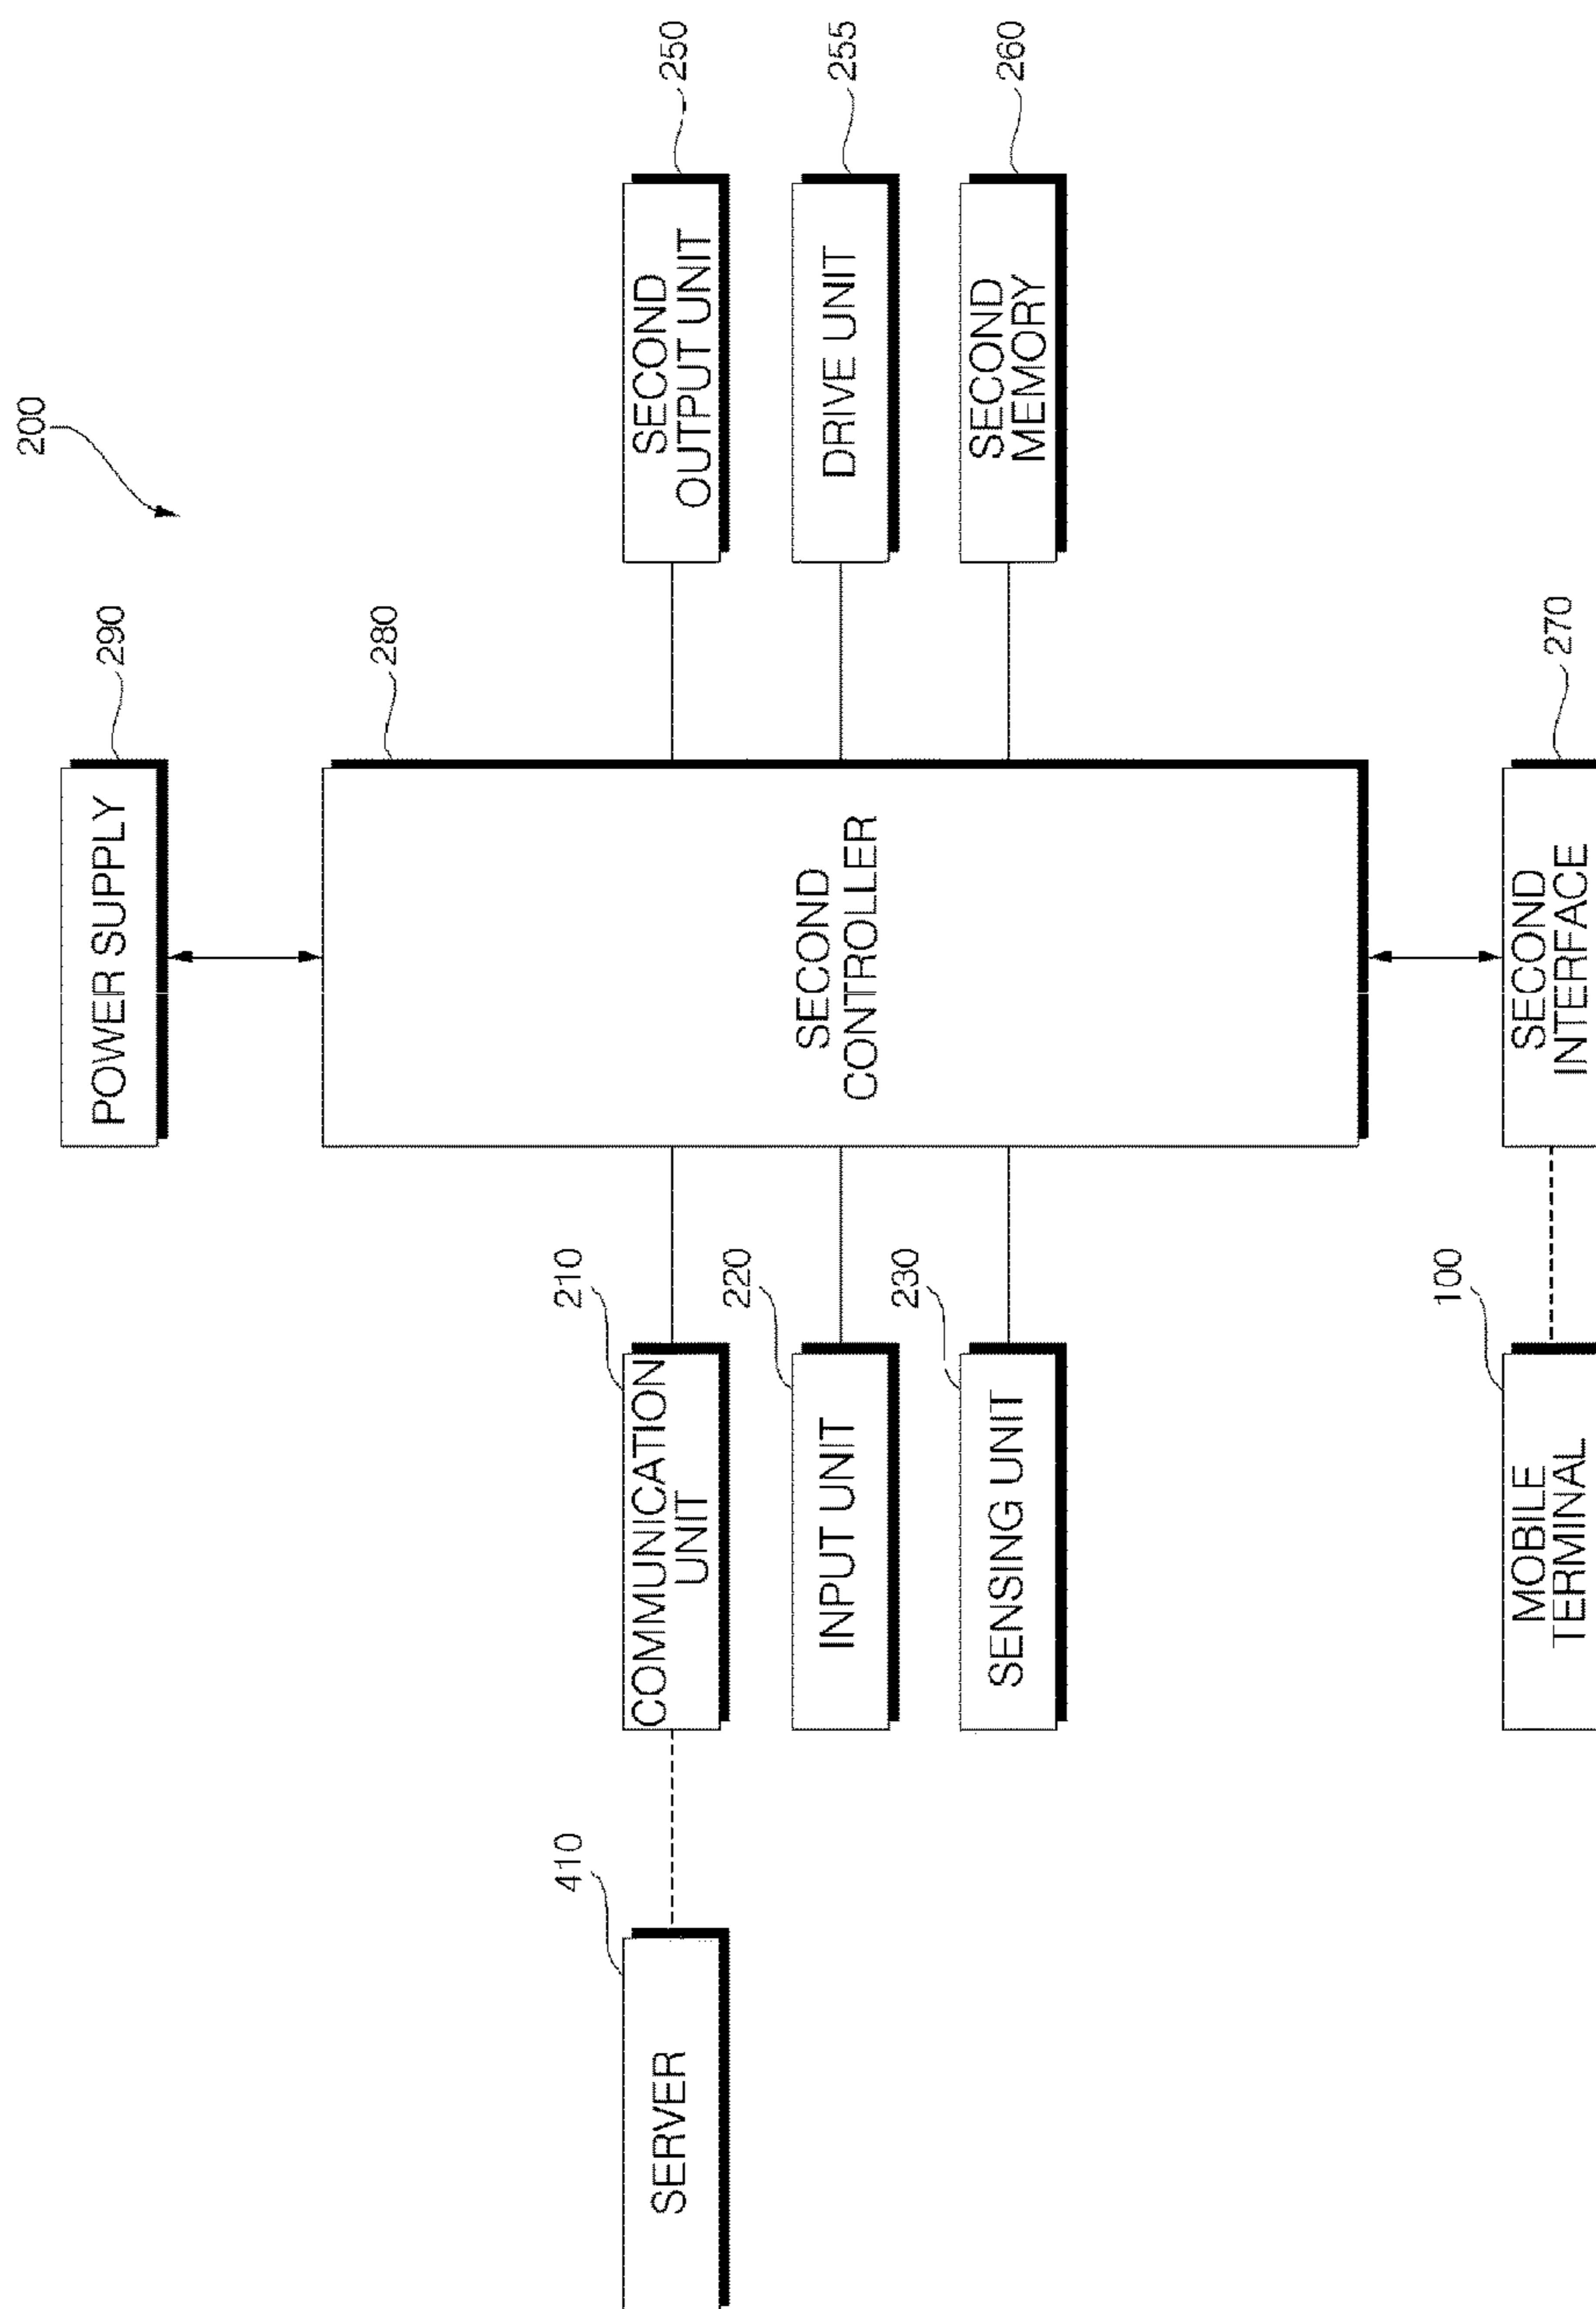 200
290
POWER SUPPLY
280
SECOND
CONTROLLER
410
SERVER
210
COMMUNICATION
UNIT
250
SECOND
OUTPUT UNIT
220
INPUT UNIT
255
DRIVE UNIT
230
SENSING UNIT
260
SECOND
MEMORY
100
MOBILE
TERMINAL
270
SECOND
INTERFACE